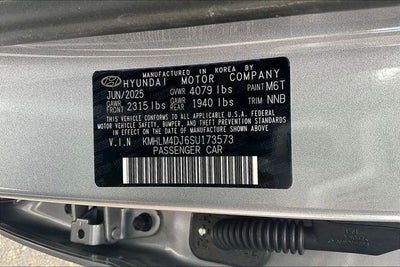 MANUFACTURED IN KOREA BY
HYUNDAI MOTOR COMPANY
JUN/2025 GVWR 4079 lbs PAINT M6T
GAWR FRONT 2315 lbs GAWR REAR 1940 lbs TRIM NNB
THIS VEHICLE CONFORMS TO ALL APPLICABLE U.S.A. FEDERAL
MOTOR VEHICLE SAFETY, BUMPER, AND THEFT PREVENTION STANDARDS
IN EFFECT ON THE DATE OF MANUFACTURE SHOWN ABOVE.
V.I.N KMHLM4DJ6SU173573
PASSENGER CAR